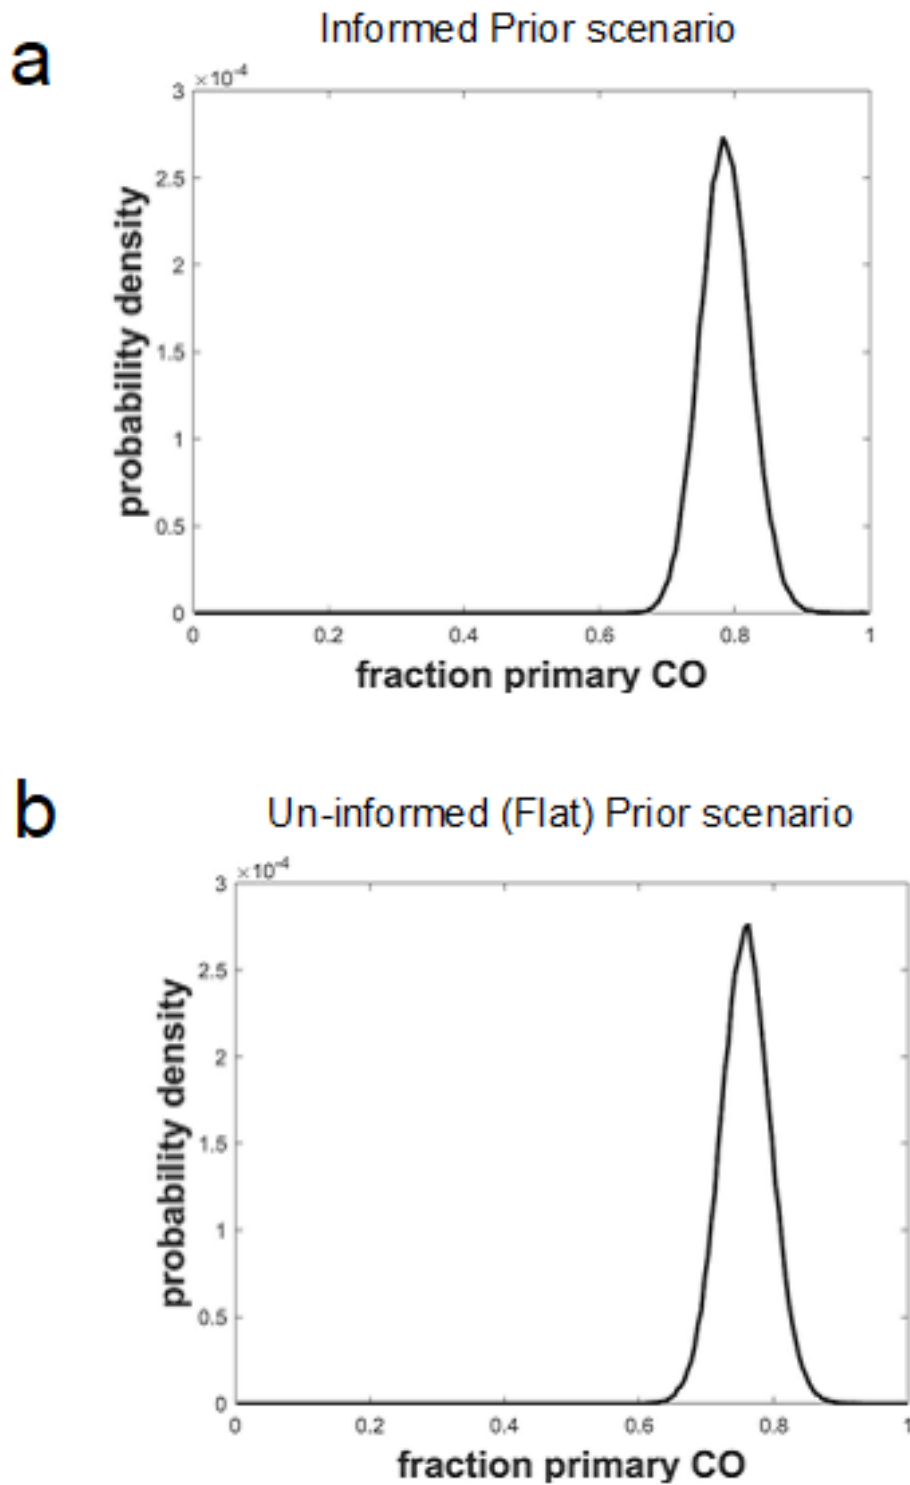 a
Informed Prior scenario
×10-4
3
2.5
2
1.5
1
0.5
0
probability density
0 0.2 0.4 0.6 0.8 1
fraction primary CO
b
Un-informed (Flat) Prior scenario
×10-4
3
2.5
2
1.5
1
0.5
0
probability density
0 0.2 0.4 0.6 0.8 1
fraction primary CO